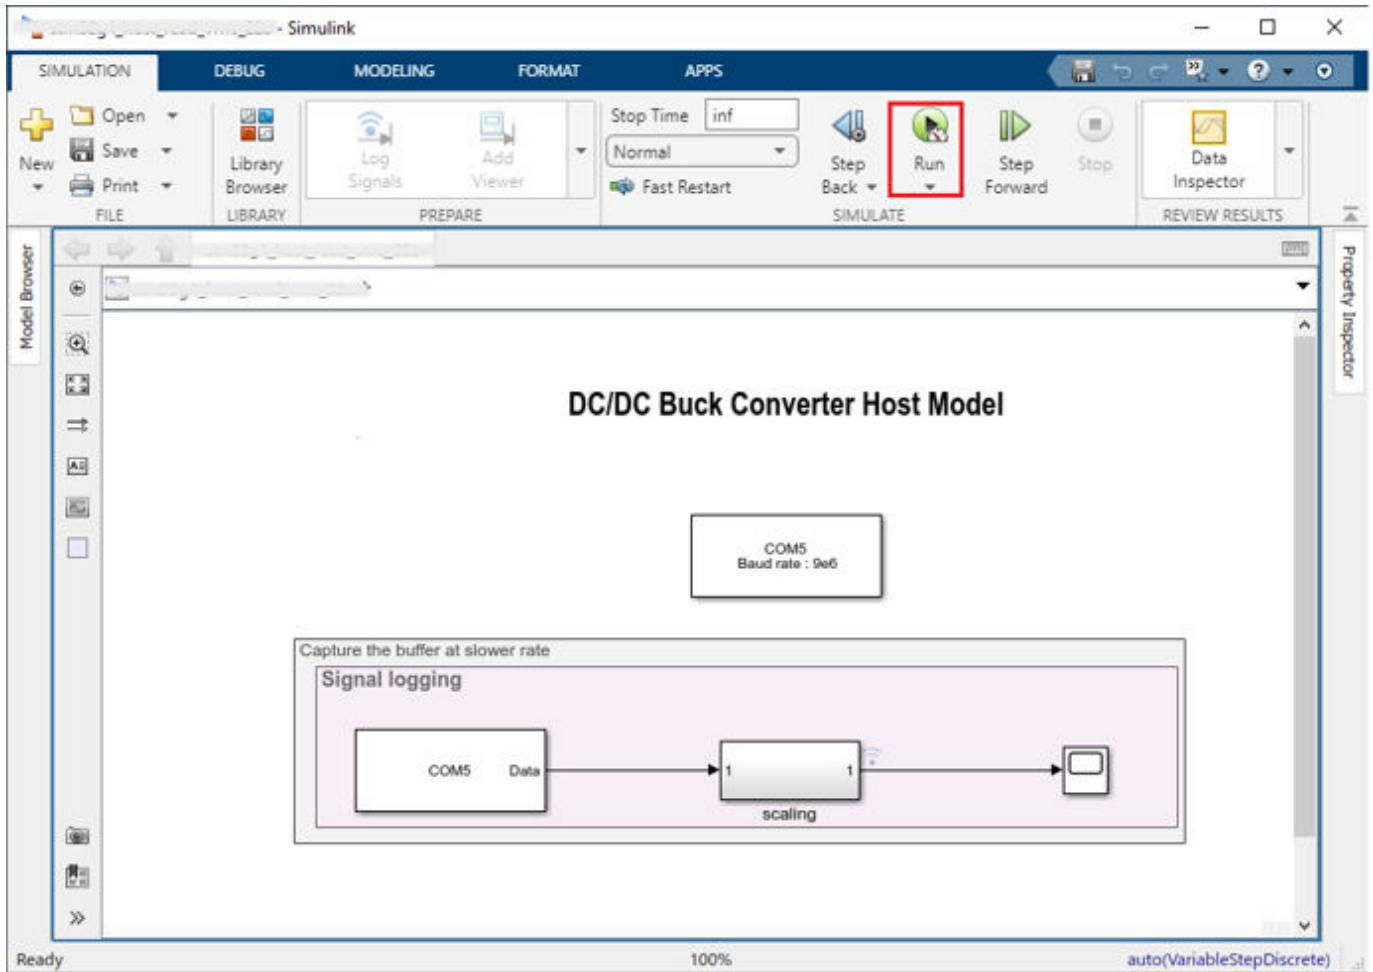 - Simulink
SIMULATION DEBUG MODELING FORMAT APPS
New
Open
Save
Print
FILE
Library
Browser
LIBRARY
Log
Signals
Add
Viewer
PREPARE
Stop Time inf
Normal
Fast Restart
Step
Back
Run
Step
Forward
Stop
SIMULATE
Data
Inspector
REVIEW RESULTS
Model Browser
Property Inspector
DC/DC Buck Converter Host Model
COM5
Baud rate : 9e6
Capture the buffer at slower rate
Signal logging
COM5 Data
1 1
scaling
Ready 100% auto(VariableStepDiscrete)